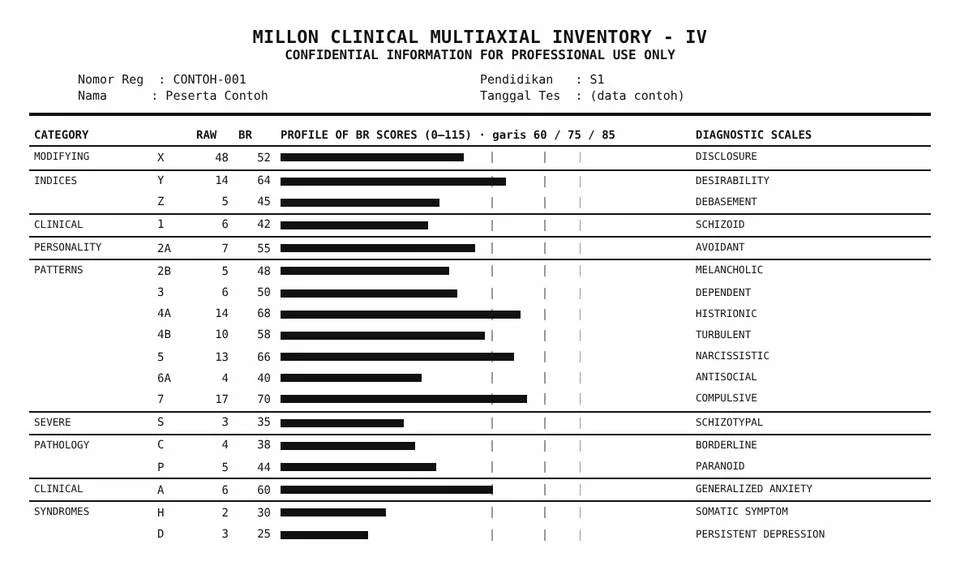 MILLON CLINICAL MULTIAXIAL INVENTORY - IV
CONFIDENTIAL INFORMATION FOR PROFESSIONAL USE ONLY
Nomor Reg : CONTOH-001 Pendidikan : S1
Nama : Peserta Contoh Tanggal Tes : (data contoh)
CATEGORY RAW BR PROFILE OF BR SCORES (0–115) · garis 60 / 75 / 85 DIAGNOSTIC SCALES
MODIFYING X 48 52 DISCLOSURE
INDICES Y 14 64 DESIRABILITY
Z 5 45 DEBASEMENT
CLINICAL 1 6 42 SCHIZOID
PERSONALITY 2A 7 55 AVOIDANT
PATTERNS 2B 5 48 MELANCHOLIC
3 6 50 DEPENDENT
4A 14 68 HISTRIONIC
4B 10 58 TURBULENT
5 13 66 NARCISSISTIC
6A 4 40 ANTISOCIAL
7 17 70 COMPULSIVE
SEVERE S 3 35 SCHIZOTYPAL
PATHOLOGY C 4 38 BORDERLINE
P 5 44 PARANOID
CLINICAL A 6 60 GENERALIZED ANXIETY
SYNDROMES H 2 30 SOMATIC SYMPTOM
D 3 25 PERSISTENT DEPRESSION